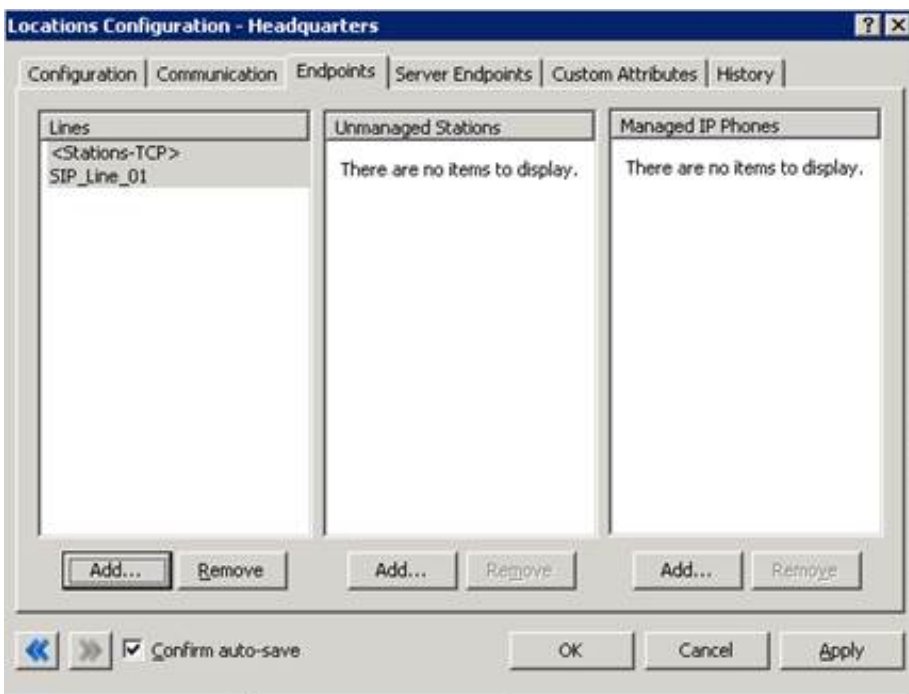 Locations Configuration - Headquarters
Configuration
Communication
Endpoints
Server Endpoints
Custom Attributes
History
Lines
<Stations-TCP>
SIP_Line_01
Add...
Remove
Unmanaged Stations
There are no items to display.
Add...
Remove
Managed IP Phones
There are no items to display.
Add...
Remove
Confirm auto-save
OK
Cancel
Apply